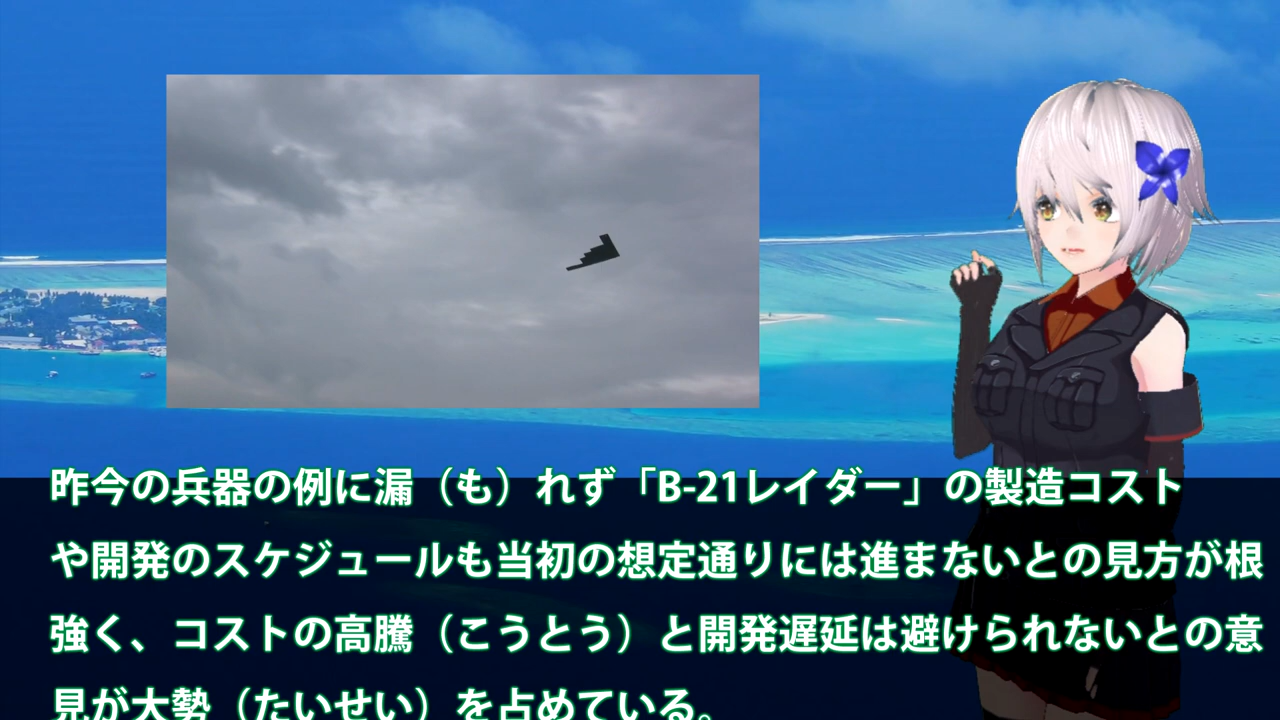 昨今の兵器の例に漏（も）れず「B-21レイダー」の製造コスト
や開発のスケジュールも当初の想定通りには進まないとの見方が根
強く、コストの高騰（こうとう）と開発遅延は避けられないとの意
見が大勢（たいせい）を占めている。